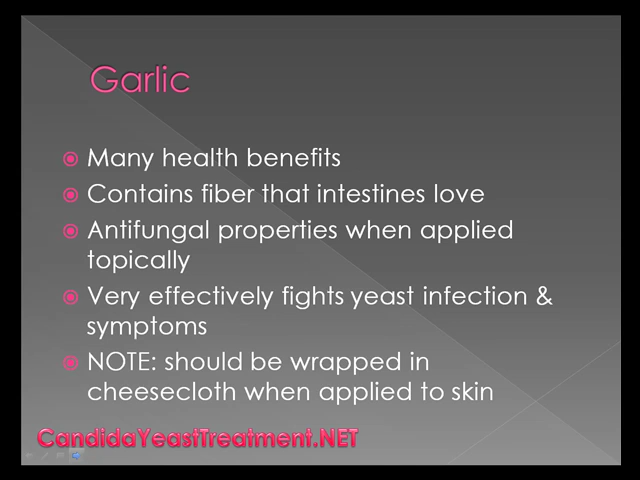 Garlic
Many health benefits
Contains fiber that intestines love
Antifungal properties when applied
topically
Very effectively fights yeast infection &
symptoms
NOTE: should be wrapped in
cheesecloth when applied to skin
CandidaYeastTreatment.NET